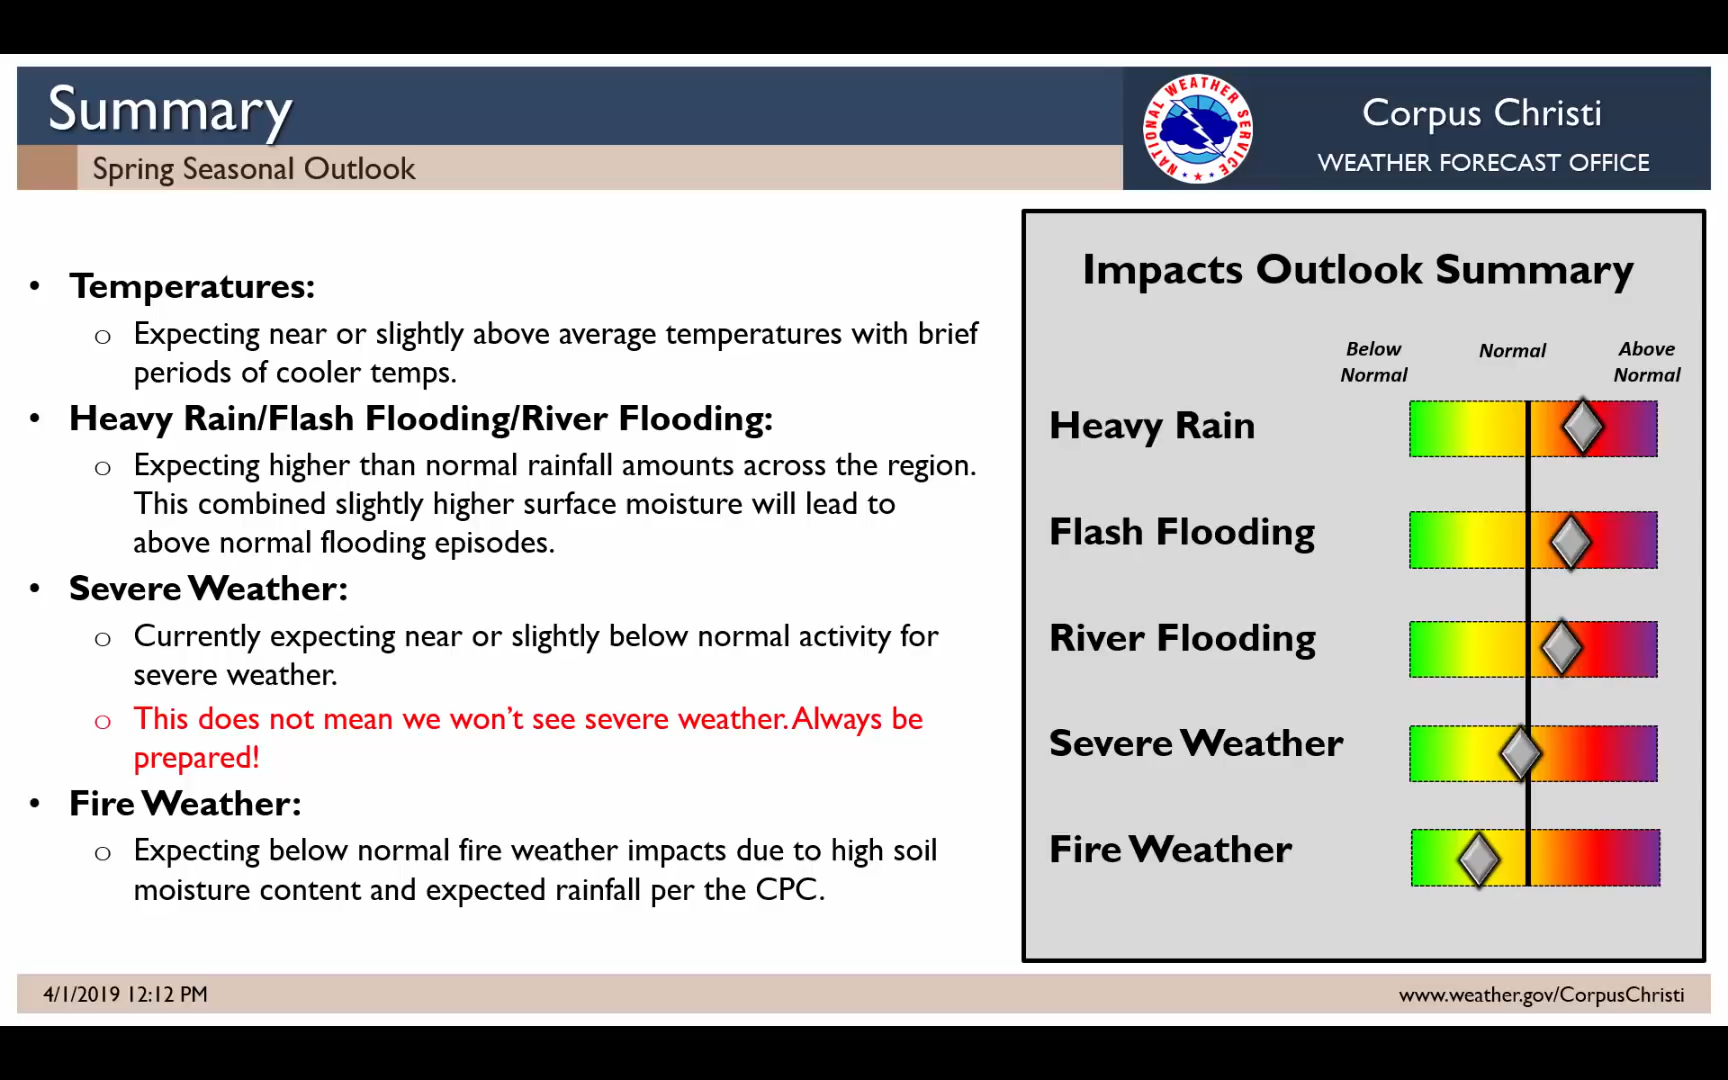 Summary
Spring Seasonal Outlook
NATIONAL WEATHER SERVICE
Corpus Christi
WEATHER FORECAST OFFICE
• Temperatures:
o Expecting near or slightly above average temperatures with brief
periods of cooler temps.
• Heavy Rain/Flash Flooding/River Flooding:
o Expecting higher than normal rainfall amounts across the region.
This combined slightly higher surface moisture will lead to
above normal flooding episodes.
• Severe Weather:
o Currently expecting near or slightly below normal activity for
severe weather.
o This does not mean we won’t see severe weather. Always be
prepared!
• Fire Weather:
o Expecting below normal fire weather impacts due to high soil
moisture content and expected rainfall per the CPC.
Impacts Outlook Summary
Below Normal
Normal
Above Normal
Heavy Rain
Flash Flooding
River Flooding
Severe Weather
Fire Weather
4/1/2019 12:12 PM
www.weather.gov/CorpusChristi